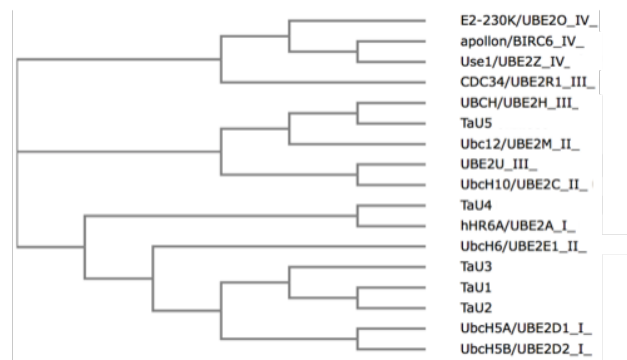 E2-230K/UBE2O_IV_
apollon/BIRC6_IV_
Use1/UBE2Z_IV_
CDC34/UBE2R1_III_
UBCH/UBE2H_III_
TaU5
Ubc12/UBE2M_II_
UBE2U_III_
UbcH10/UBE2C_II_
TaU4
hHR6A/UBE2A_I_
UbcH6/UBE2E1_II_
TaU3
TaU1
TaU2
UbcH5A/UBE2D1_I_
UbcH5B/UBE2D2_I_